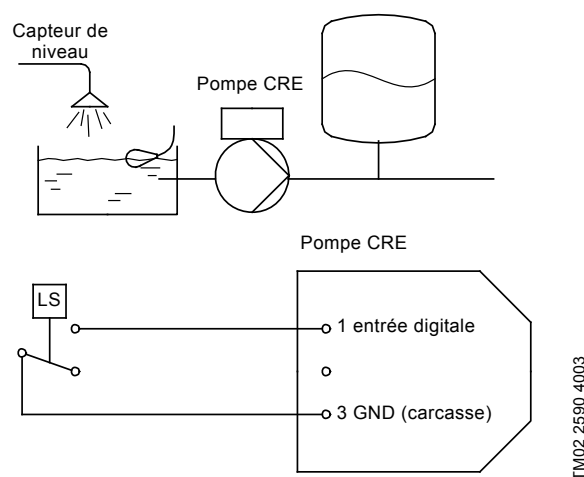 Capteur de
niveau
Pompe CRE
Pompe CRE
LS
1 entrée digitale
3 GND (carcasse)
TM02 2590 4003